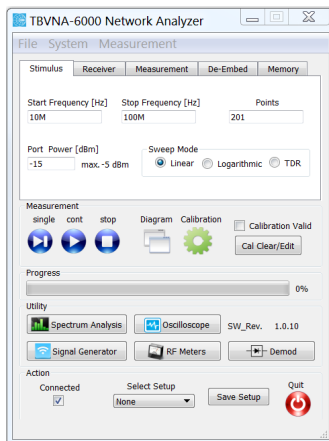 TBVNA-6000 Network Analyzer
File System Measurement
Stimulus Receiver Measurement De-Embed Memory
Start Frequency [Hz] Stop Frequency [Hz] Points
10M 100M 201
Port Power [dBm] Sweep Mode
-15 max. -5 dBm Linear Logarithmic TDR
Measurement
single cont stop Diagram Calibration
Calibration Valid
Cal Clear/Edit
Progress
0%
Utility
Spectrum Analysis Oscilloscope SW_Rev. 1.0.10
Signal Generator RF Meters Demod
Action
Connected Select Setup Quit
None Save Setup